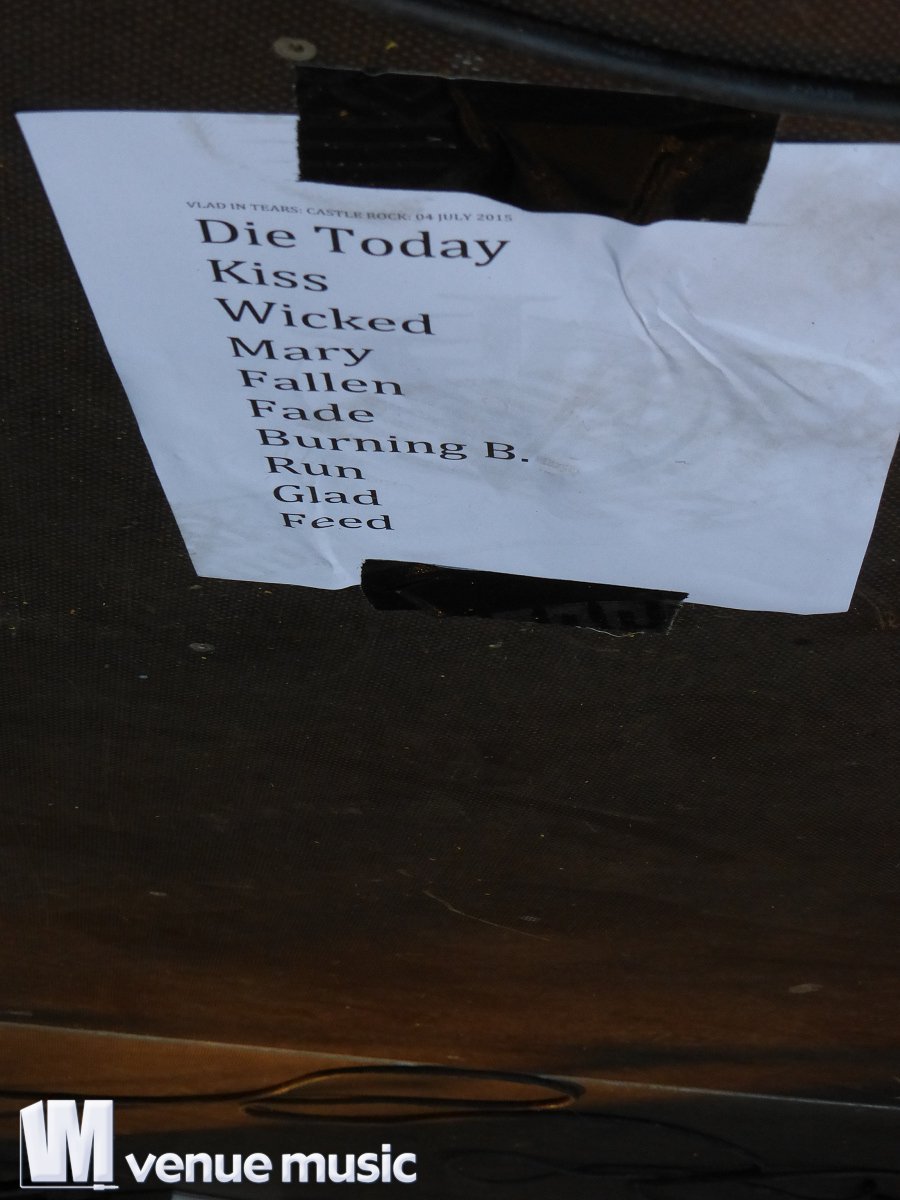 VLAD IN TEARS: CASTLE ROCK: 04 JULY 2015
Die Today
Kiss
Wicked
Mary
Fallen
Fade
Burning B.
Run
Glad
Feed
VM venue music